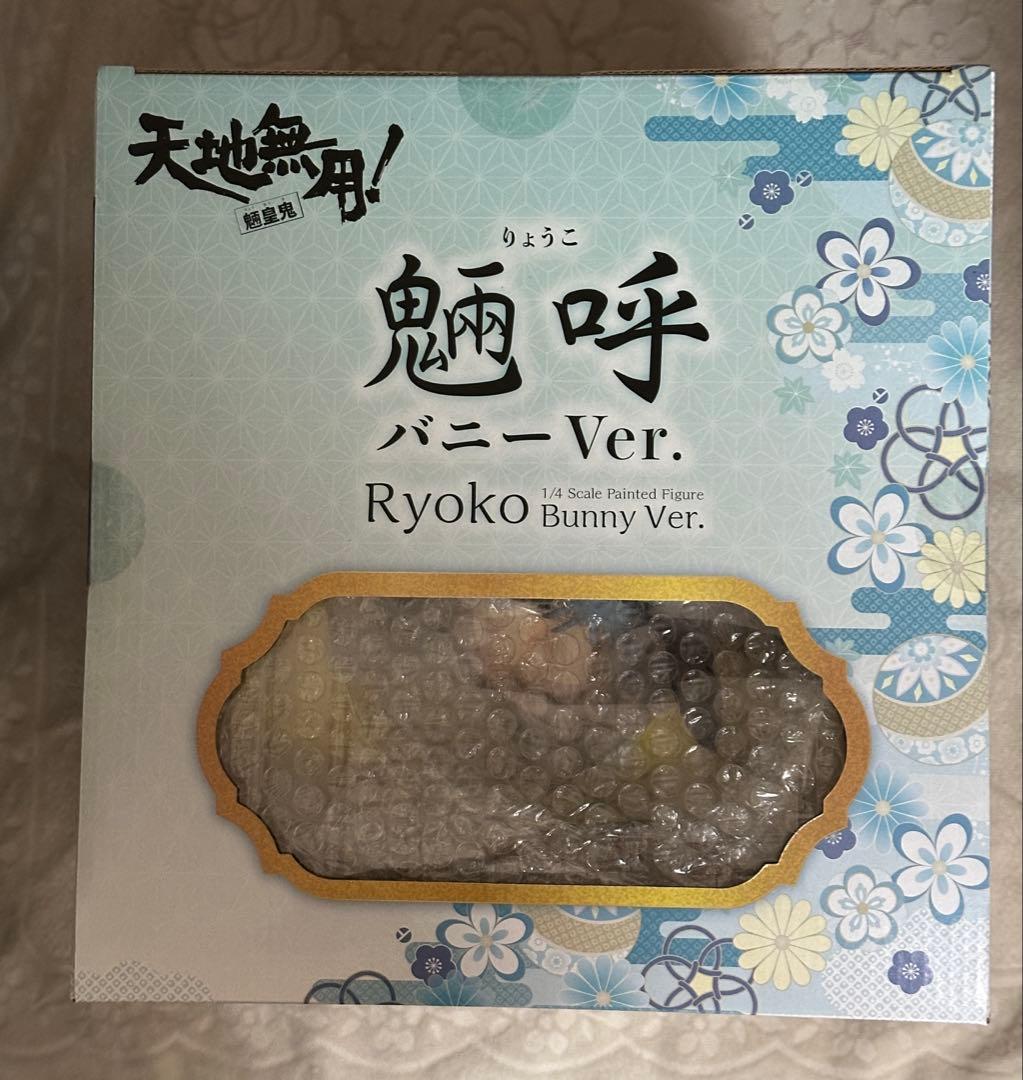 天地無用!
魎皇鬼
りょうこ
魎呼
バニーVer.
Ryoko 1/4 Scale Painted Figure
Bunny Ver.